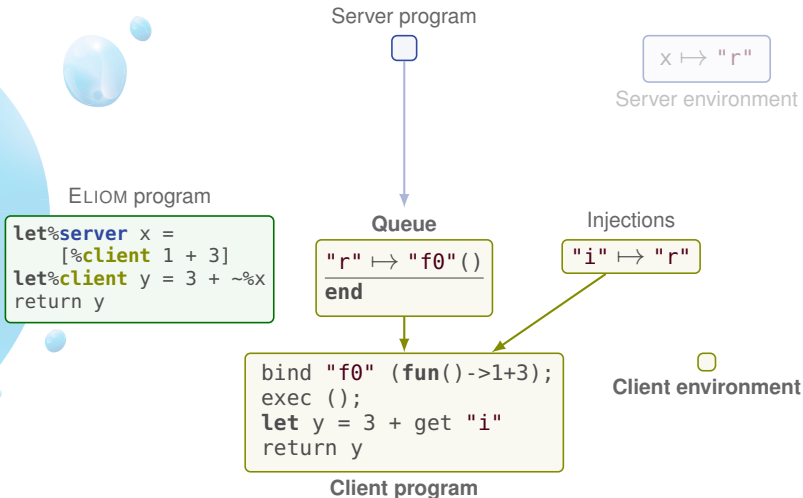 Server program
x ⟼ "r"
Server environment
ELIOM program
let%server x =
[%client 1 + 3]
let%client y = 3 + ~%x
return y
Queue
"r" ⟼ "f0"()
end
Injections
"i" ⟼ "r"
bind "f0" (fun()->1+3);
exec ();
let y = 3 + get "i"
return y
Client environment
Client program